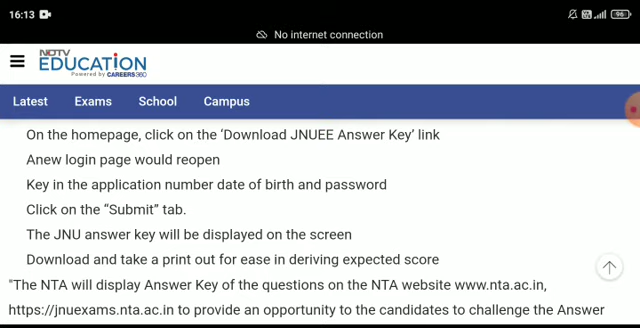 16:13
96
No internet connection
NDTV
EDUCATION
Powered by CAREERS360
Latest Exams School Campus
On the homepage, click on the ‘Download JNUEE Answer Key’ link
Anew login page would reopen
Key in the application number date of birth and password
Click on the “Submit” tab.
The JNU answer key will be displayed on the screen
Download and take a print out for ease in deriving expected score
"The NTA will display Answer Key of the questions on the NTA website www.nta.ac.in,
https://jnuexams.nta.ac.in to provide an opportunity to the candidates to challenge the Answer